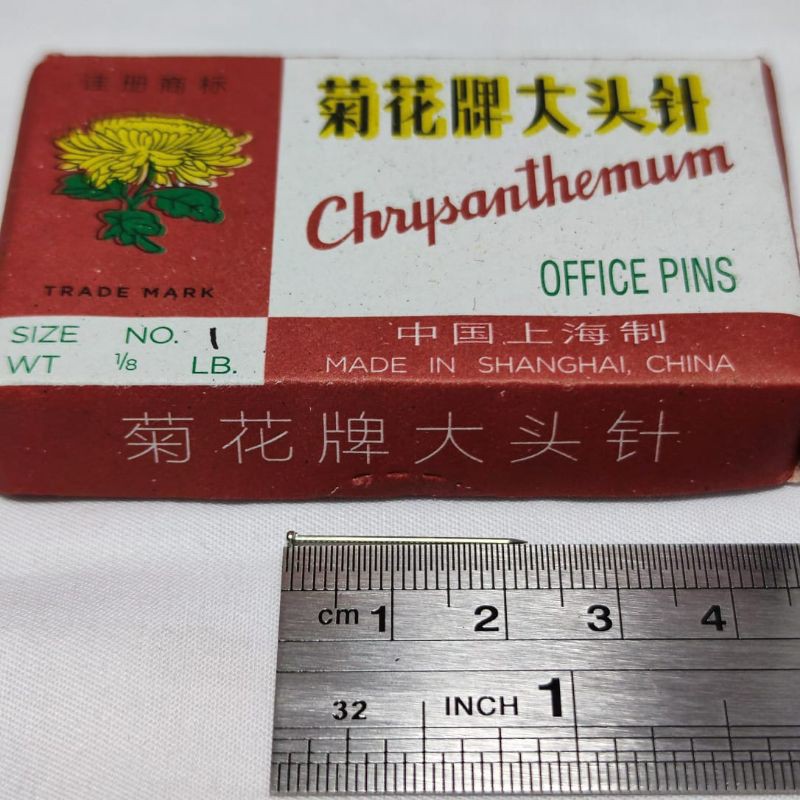 注册商标
TRADE MARK
菊花牌大头针
Chrysanthemum
OFFICE PINS
SIZE NO. 1
WT 1/8 LB.
中国上海制
MADE IN SHANGHAI, CHINA
菊花牌大头针
cm 1 2 3 4
32 INCH 1